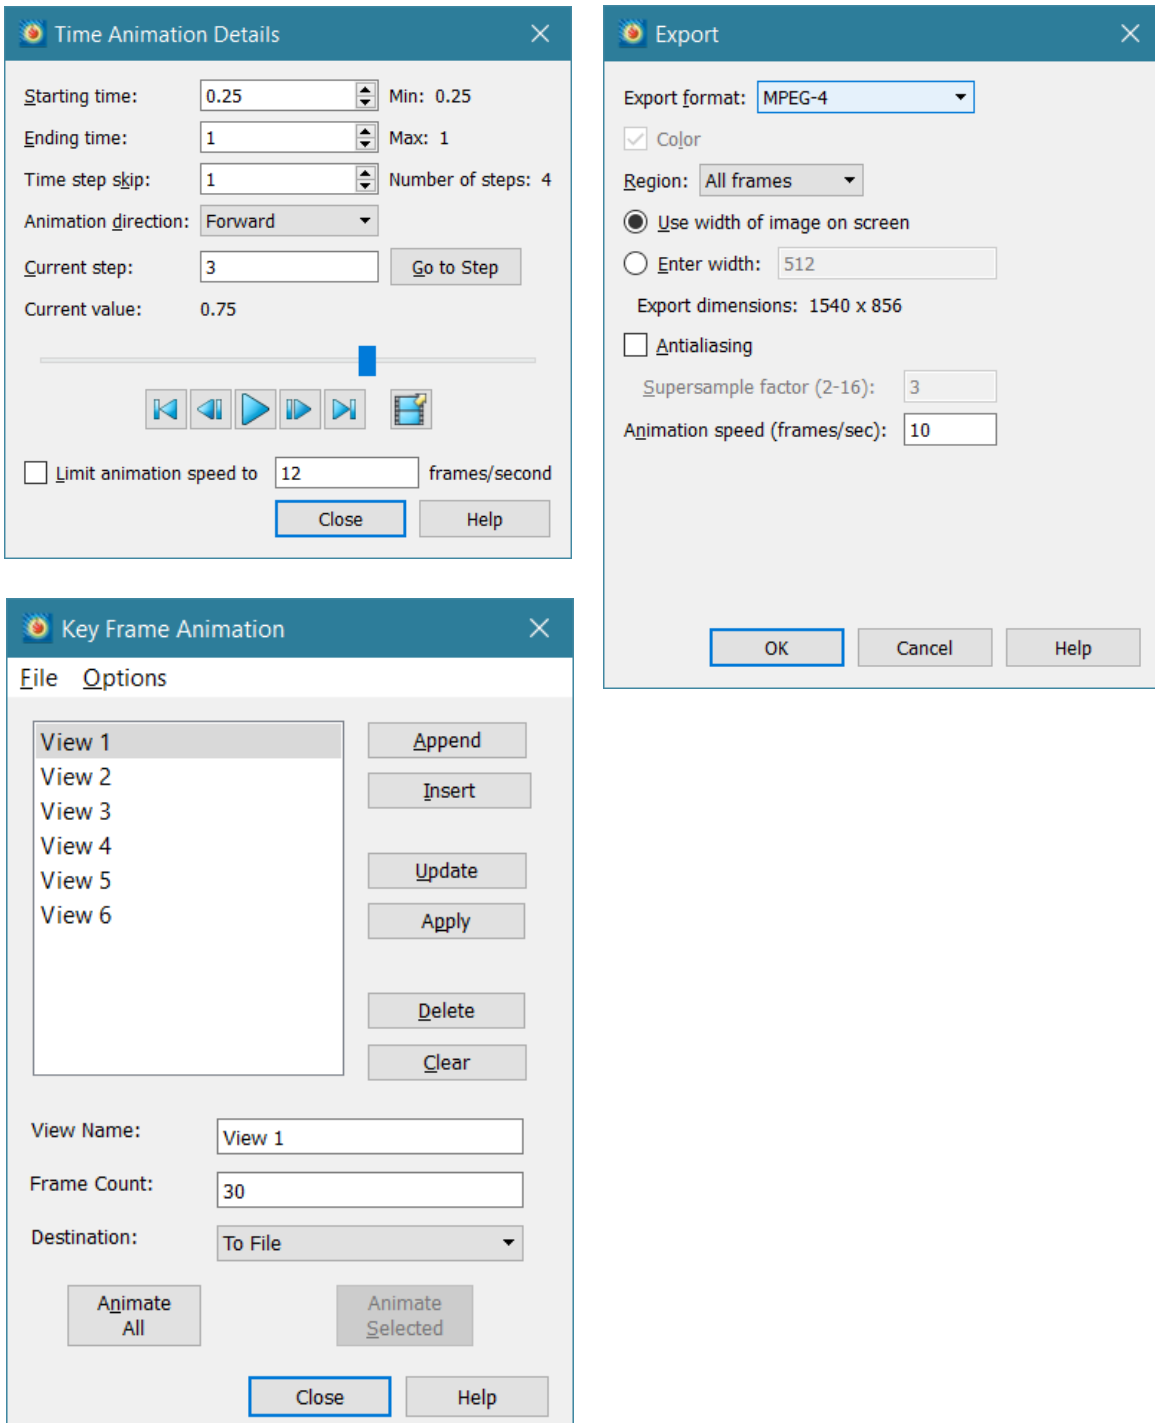 Time Animation Details
Starting time: 0.25 Min: 0.25
Ending time: 1 Max: 1
Time step skip: 1 Number of steps: 4
Animation direction: Forward
Current step: 3 Go to Step
Current value: 0.75
Limit animation speed to 12 frames/second
Close Help
Export
Export format: MPEG-4
Color
Region: All frames
Use width of image on screen
Enter width: 512
Export dimensions: 1540 x 856
Antialiasing
Supersample factor (2-16): 3
Animation speed (frames/sec): 10
OK Cancel Help
Key Frame Animation
File Options
View 1
View 2
View 3
View 4
View 5
View 6
Append
Insert
Update
Apply
Delete
Clear
View Name: View 1
Frame Count: 30
Destination: To File
Animate All
Animate Selected
Close Help